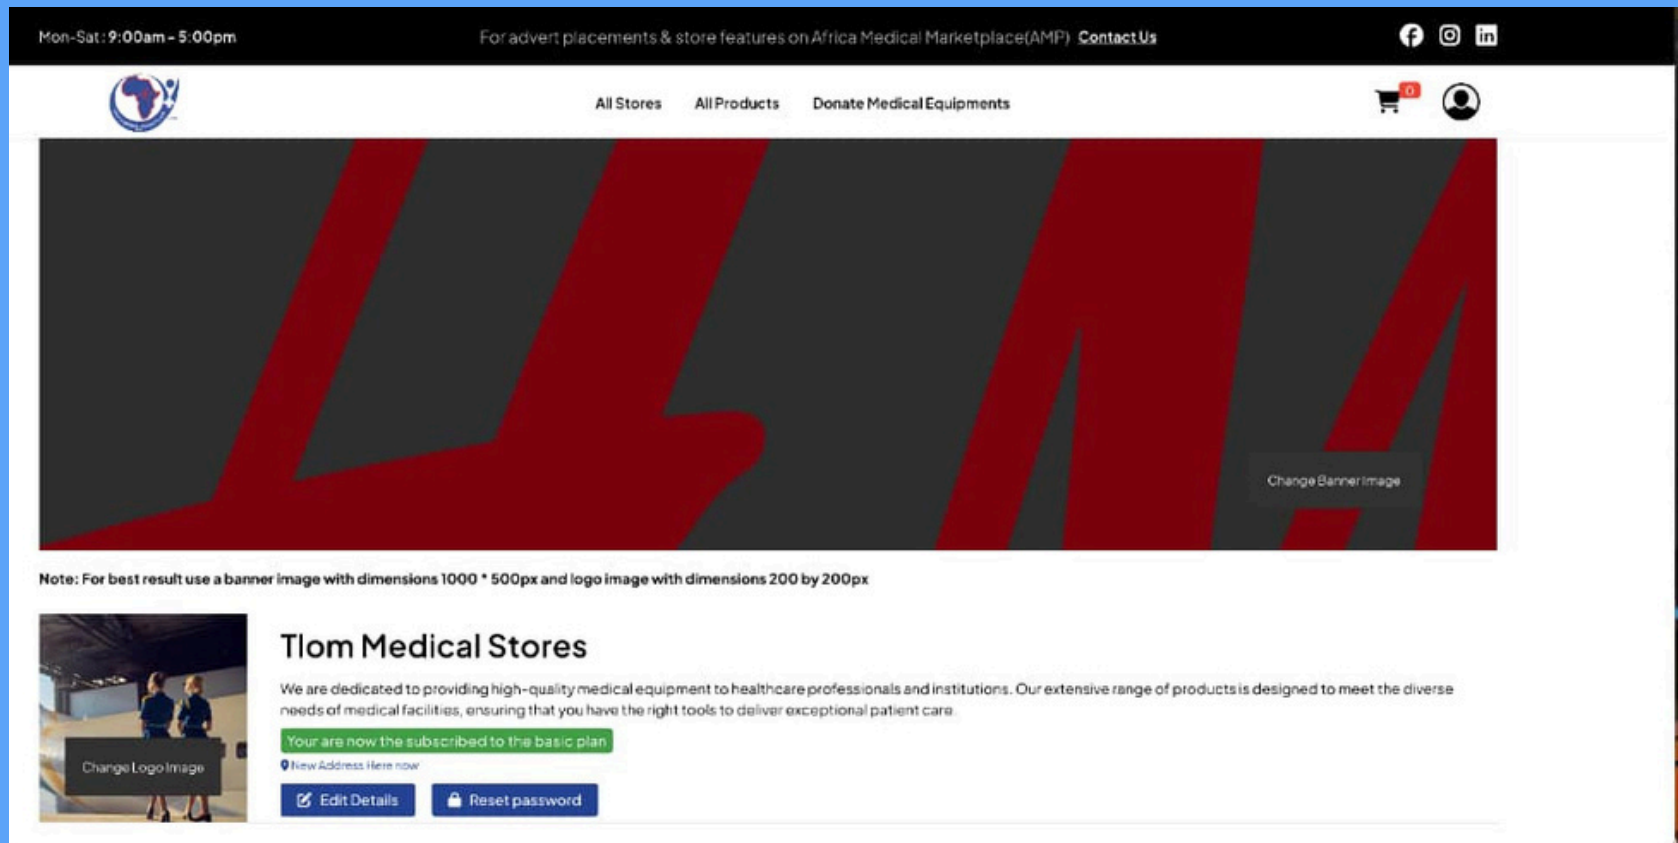 Mon-Sat: 9:00am - 5:00pm
For advert placements & store features on Africa Medical Marketplace(AMP) Contact Us
All Stores
All Products
Donate Medical Equipments
0
Change Banner Image
Note: For best result use a banner image with dimensions 1000 * 500px and logo image with dimensions 200 by 200px
Change Logo Image
Tlom Medical Stores
We are dedicated to providing high-quality medical equipment to healthcare professionals and institutions. Our extensive range of products is designed to meet the diverse
needs of medical facilities, ensuring that you have the right tools to deliver exceptional patient care.
Your are now the subscribed to the basic plan
New Address Here now
Edit Details
Reset password